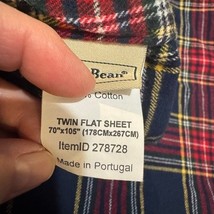 Bean®
Cotton
TWIN FLAT SHEET
70"x105" (178CMx267CM)
ItemID 278728
Made in Portugal